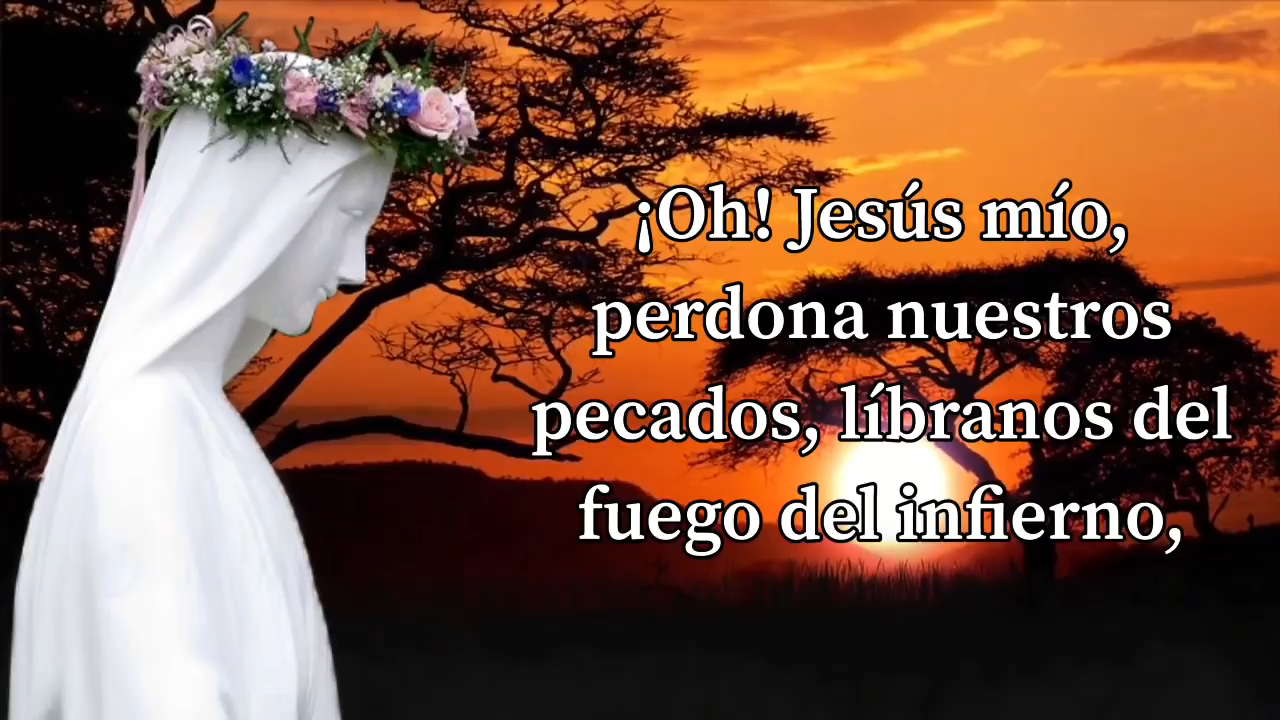 ¡Oh! Jesús mío,
perdona nuestros
pecados, líbranos del
fuego del infierno,